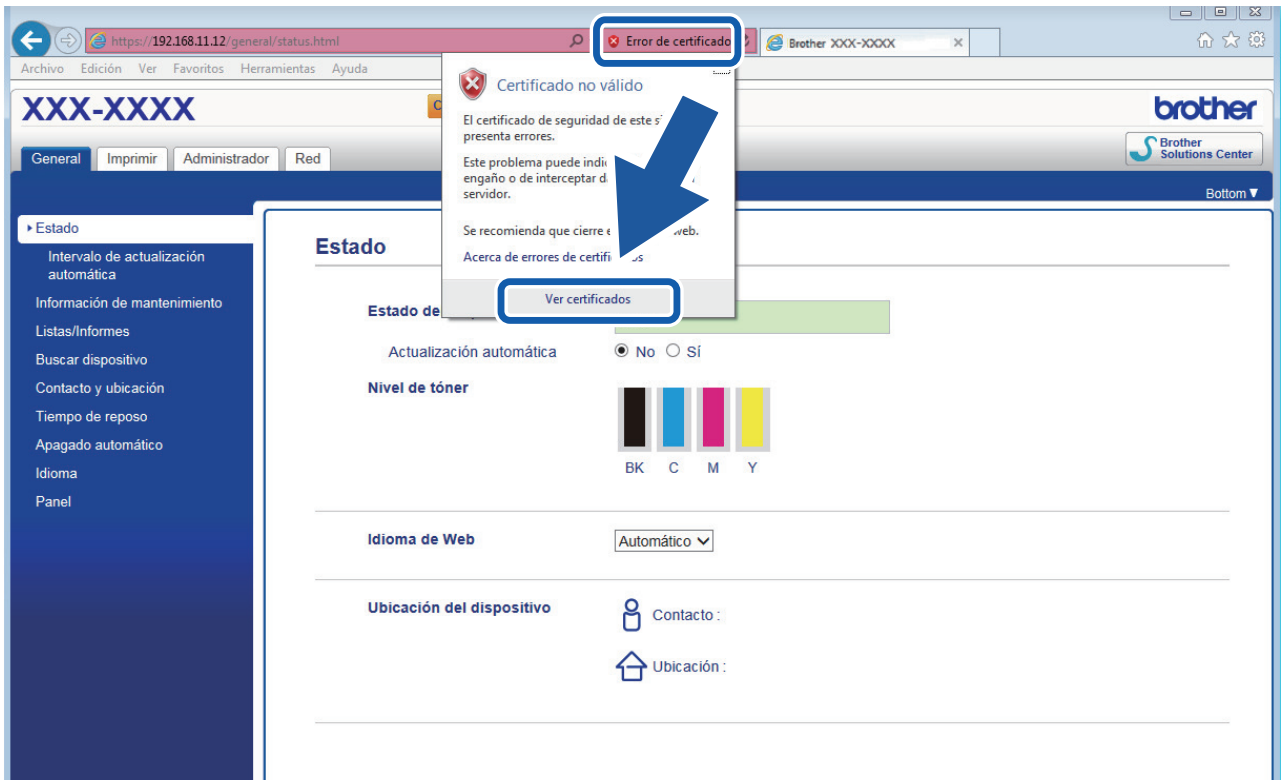 https://192.168.11.12/general/status.html
Error de certificado
Brother XXX-XXXX
Archivo Edición Ver Favoritos Herramientas Ayuda
Certificado no válido
El certificado de seguridad de este
presenta errores.
Este problema puede
engaño o de interceptar
servidor.
Se recomienda que cierre web.
Acerca de errores de
Ver certificados
XXX-XXXX
brother
General Imprimir Administrador Red
Brother
Solutions Center
Bottom▼
Estado
Intervalo de actualización
automática
Información de mantenimiento
Listas/Informes
Buscar dispositivo
Contacto y ubicación
Tiempo de reposo
Apagado automático
Idioma
Panel
Estado
Estado de
Actualización automática No Sí
Nivel de tóner
BK C M Y
Idioma de Web Automático
Ubicación del dispositivo Contacto :
Ubicación :